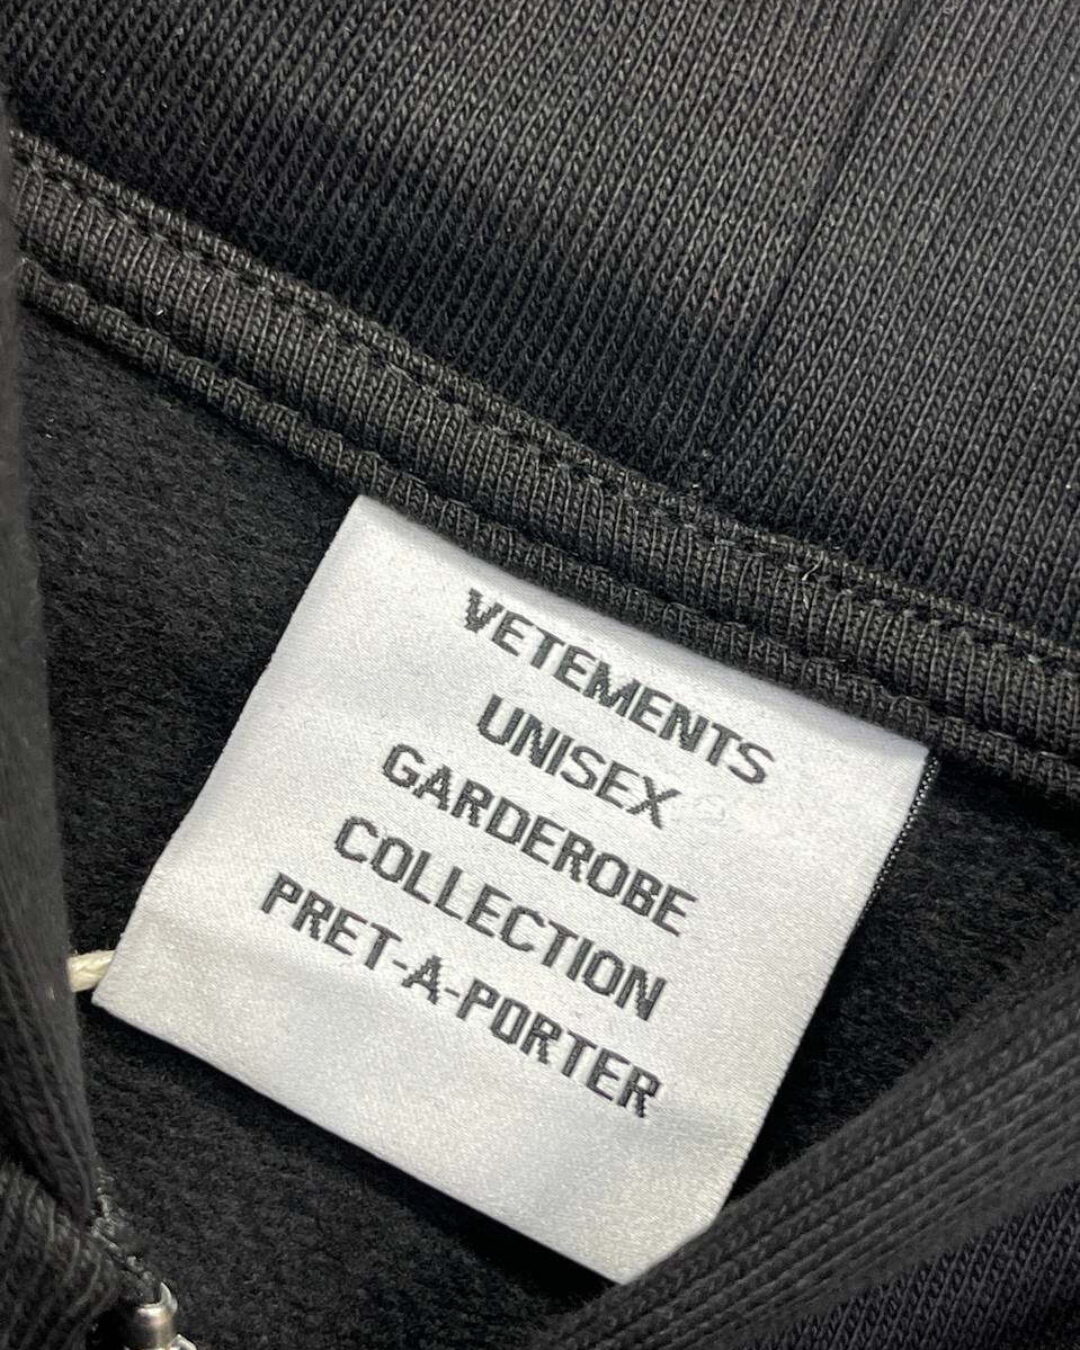 VETEMENTS
UNISEX
GARDEROBE
COLLECTION
PRET-A-PORTER